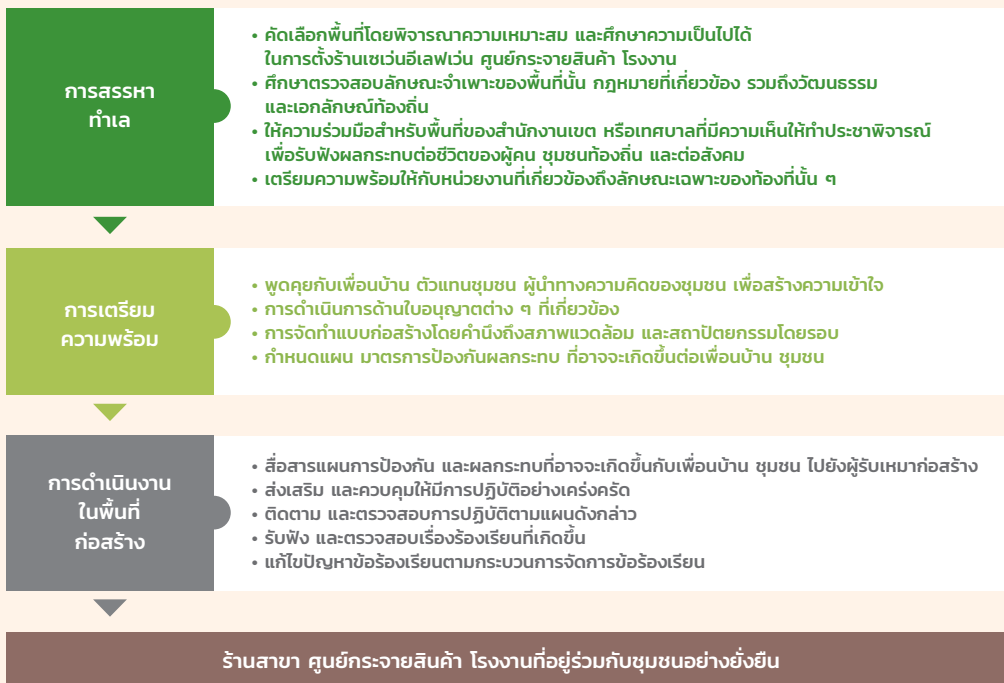 การสรรหา
ทำเล
• คัดเลือกพื้นที่โดยพิจารณาความเหมาะสม และศึกษาความเป็นไปได้
ในการตั้งร้านเซเว่นอีเลฟเว่น ศูนย์กระจายสินค้า โรงงาน
• ศึกษาตรวจสอบลักษณะจำเพาะของพื้นที่นั้น กฎหมายที่เกี่ยวข้อง รวมถึงวัฒนธรรม
และเอกลักษณ์ท้องถิ่น
• ให้ความร่วมมือสำหรับพื้นที่ของสำนักงานเขต หรือเทศบาลที่มีความเห็นให้ทำประชาพิจารณ์
เพื่อรับฟังผลกระทบต่อชีวิตของผู้คน ชุมชนท้องถิ่น และต่อสังคม
• เตรียมความพร้อมให้กับหน่วยงานที่เกี่ยวข้องถึงลักษณะเฉพาะของท้องที่นั้น ๆ
การเตรียม
ความพร้อม
• พูดคุยกับเพื่อนบ้าน ตัวแทนชุมชน ผู้นำทางความคิดของชุมชน เพื่อสร้างความเข้าใจ
• การดำเนินการด้านใบอนุญาตต่าง ๆ ที่เกี่ยวข้อง
• การจัดทำแบบก่อสร้างโดยคำนึงถึงสภาพแวดล้อม และสถาปัตยกรรมโดยรอบ
• กำหนดแผน มาตรการป้องกันผลกระทบ ที่อาจจะเกิดขึ้นต่อเพื่อนบ้าน ชุมชน
การดำเนินงาน
ในพื้นที่
ก่อสร้าง
• สื่อสารแผนการป้องกัน และผลกระทบที่อาจจะเกิดขึ้นกับเพื่อนบ้าน ชุมชน ไปยังผู้รับเหมาก่อสร้าง
• ส่งเสริม และควบคุมให้มีการปฏิบัติอย่างเคร่งครัด
• ติดตาม และตรวจสอบการปฏิบัติตามแผนดังกล่าว
• รับฟัง และตรวจสอบเรื่องร้องเรียนที่เกิดขึ้น
• แก้ไขปัญหาข้อร้องเรียนตามกระบวนการจัดการข้อร้องเรียน
ร้านสาขา ศูนย์กระจายสินค้า โรงงานที่อยู่ร่วมกับชุมชนอย่างยั่งยืน